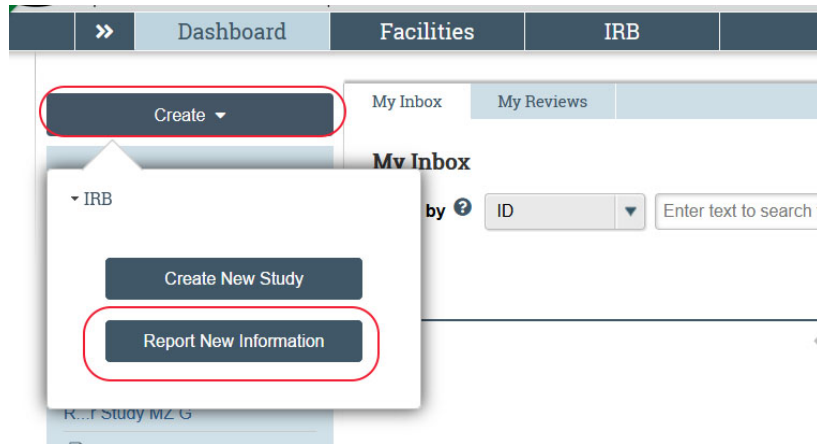 » Dashboard Facilities IRB
Create
My Inbox My Reviews
My Inbox
IRB
by ? ID Enter text to search
Create New Study
Report New Information
R...r Study MZ G